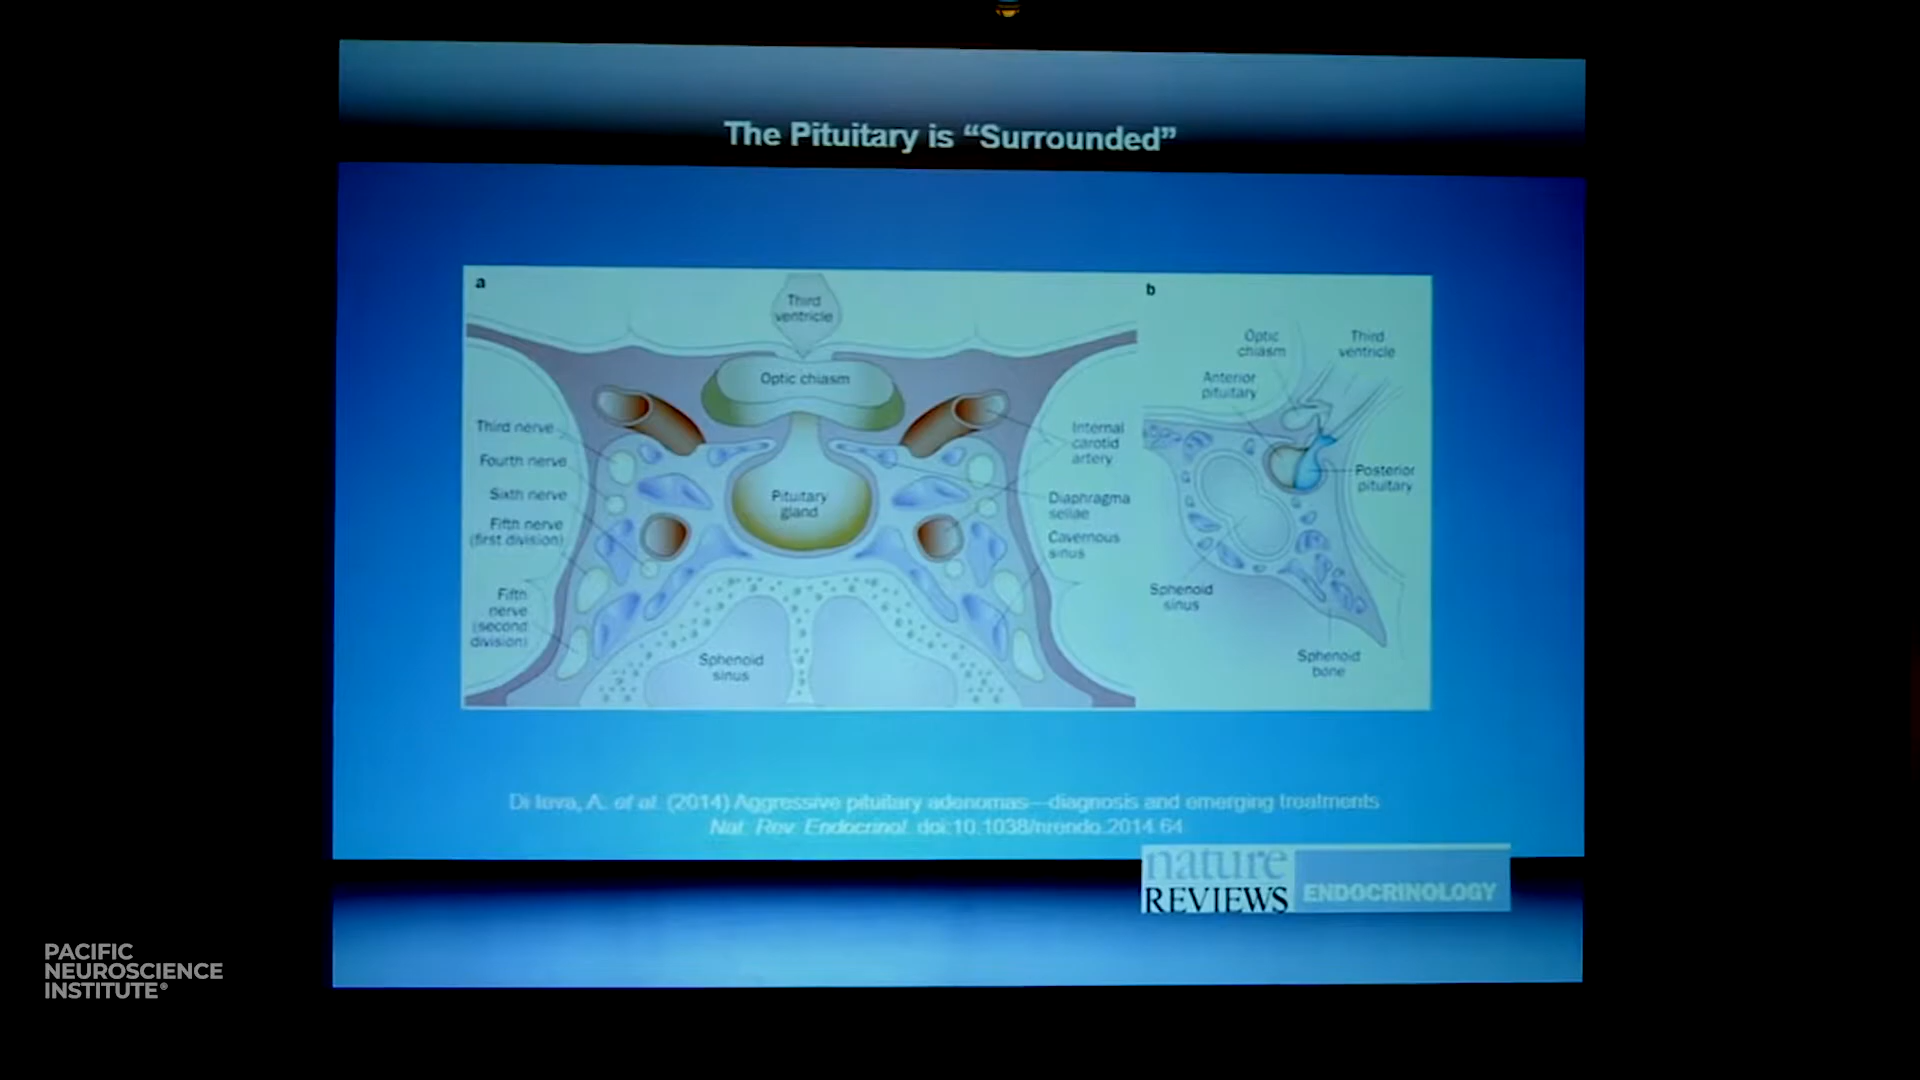 The Pituitary is “Surrounded”
a
Third
ventricle
Optic chiasm
Third nerve
Fourth nerve
Sixth nerve
Fifth nerve
(first division)
Fifth
nerve
(second
division)
Pituitary
gland
Internal
carotid
artery
Diaphragma
sellae
Cavernous
sinus
Sphenoid
sinus
b
Optic
chiasm
Third
ventricle
Anterior
pituitary
Posterior
pituitary
Sphenoid
sinus
Sphenoid
bone
Di Ieva, A. et al. (2014) Aggressive pituitary adenomas—diagnosis and emerging treatments
Nat. Rev. Endocrinol. doi:10.1038/nrendo.2014.64
nature
REVIEWS ENDOCRINOLOGY
PACIFIC
NEUROSCIENCE
INSTITUTE®